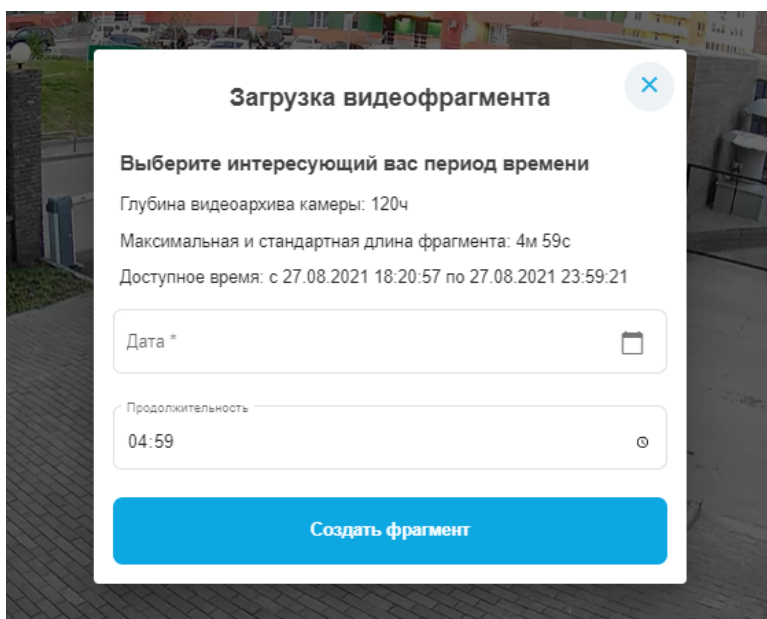 Загрузка видеофрагмента
Выберите интересующий вас период времени
Глубина видеоархива камеры: 120ч
Максимальная и стандартная длина фрагмента: 4м 59с
Доступное время: с 27.08.2021 18:20:57 по 27.08.2021 23:59:21
Дата *
Продолжительность
04:59
Создать фрагмент